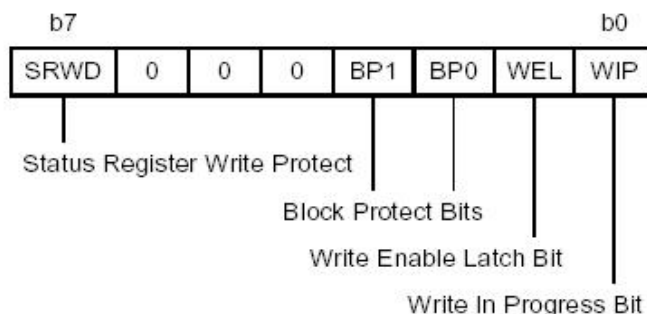 b7 b0
SRWD 0 0 0 BP1 BP0 WEL WIP
Status Register Write Protect
Block Protect Bits
Write Enable Latch Bit
Write In Progress Bit